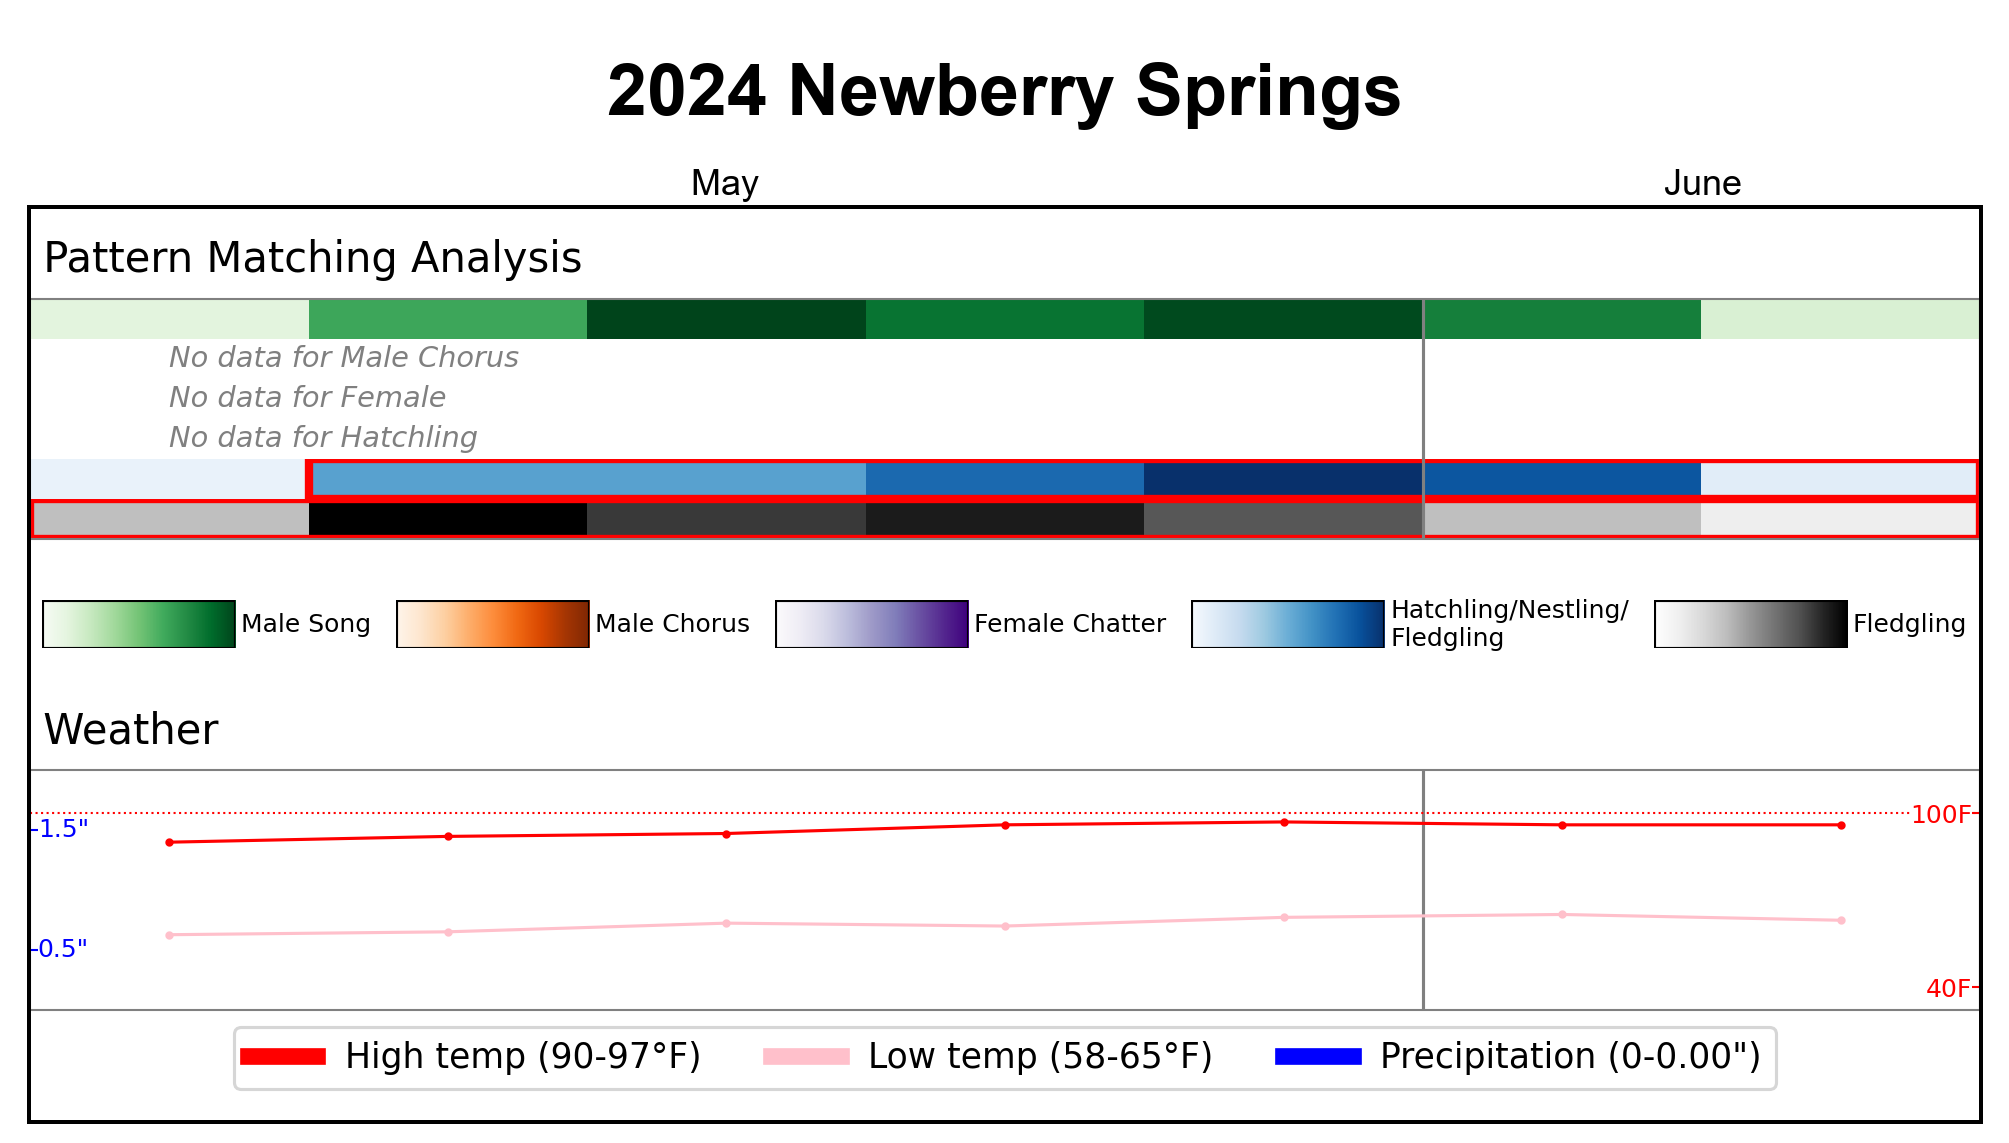 2024 Newberry Springs
May June
Pattern Matching Analysis
No data for Male Chorus
No data for Female
No data for Hatchling
Male Song Male Chorus Female Chatter Hatchling/Nestling/
Fledgling Fledgling
Weather
1.5" 100F
0.5"
40F
High temp (90-97°F) Low temp (58-65°F) Precipitation (0-0.00")